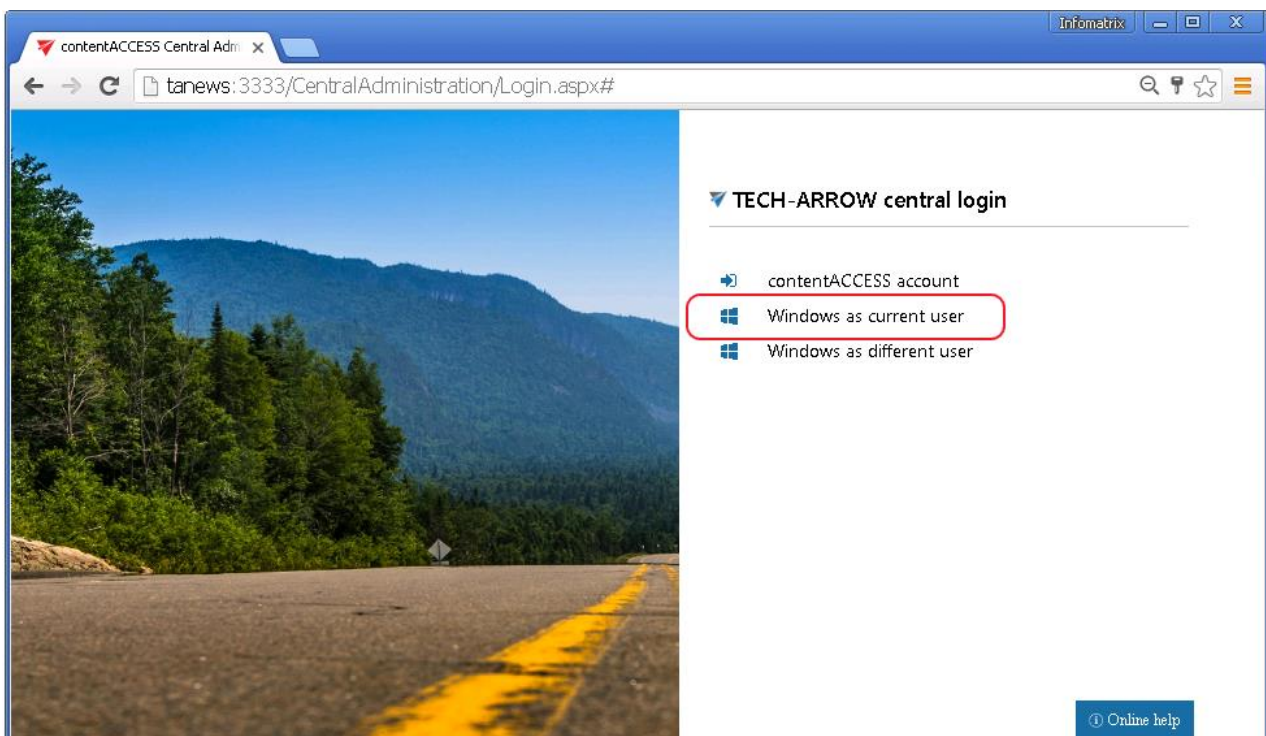 Infomatrix
contentACCESS Central Adm
tanews:3333/CentralAdministration/Login.aspx#
TECH-ARROW central login
contentACCESS account
Windows as current user
Windows as different user
Online help